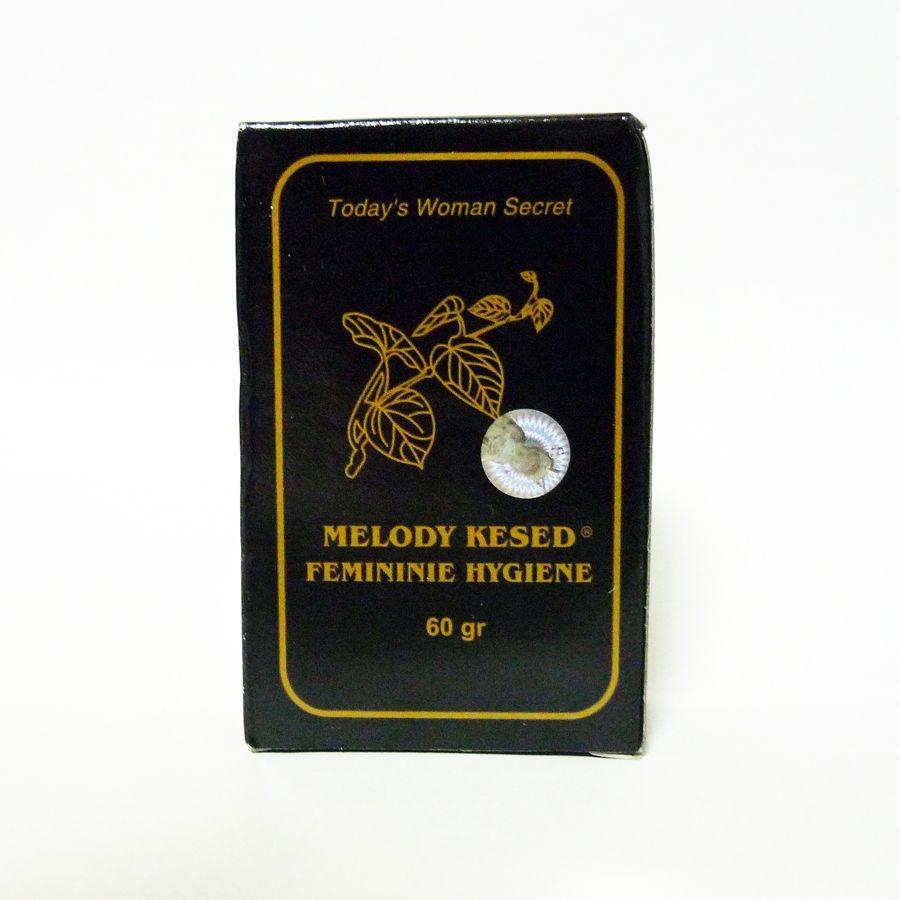 Today's Woman Secret
MELODY KESED®
FEMININIE HYGIENE
60 gr